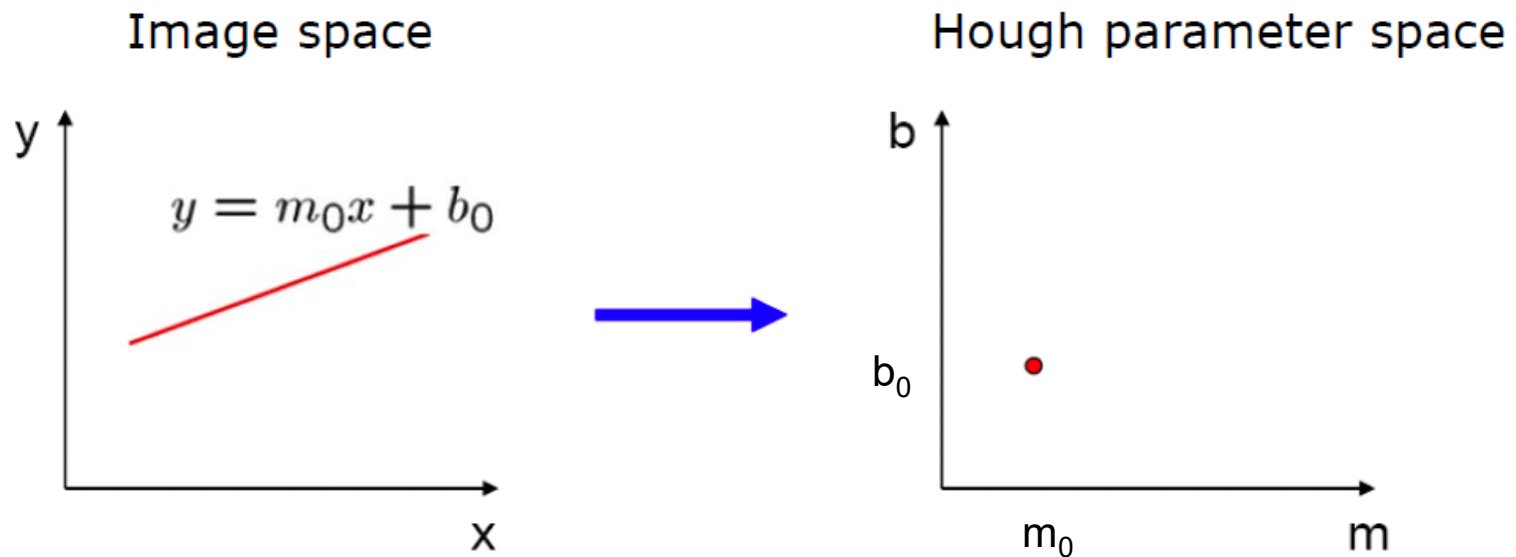 Image space
Hough parameter space
y
y = m₀x + b₀
x
b
b₀
m₀
m